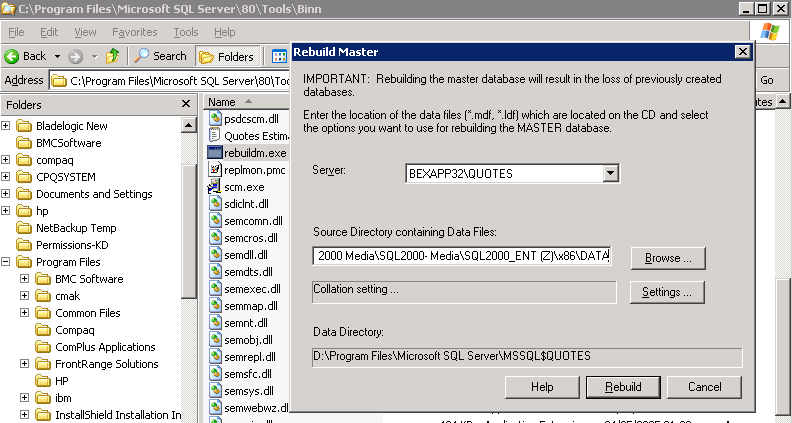 C:\Program Files\Microsoft SQL Server\80\Tools\Binn
File Edit View Favorites Tools Help
Back Search Folders
Address C:\Program Files\Microsoft SQL Server\80\Too Go
Folders
Bladelogic New
BMCSoftware
compaq
CPQSYSTEM
Documents and Settings
hp
NetBackup Temp
Permissions-KD
Program Files
BMC Software
cmak
Common Files
Compaq
ComPlus Applications
FrontRange Solutions
HP
ibm
InstallShield Installation In
Name
psdcscm.dll
Quotes Estima
rebuildm.exe
replmon.pmc
scm.exe
sdiclnt.dll
semcomn.dll
semcros.dll
semdll.dll
semdts.dll
semexec.dll
semmap.dll
semnt.dll
semobj.dll
semrepl.dll
semsfc.dll
semsys.dll
semwebwz.dll
Rebuild Master
IMPORTANT: Rebuilding the master database will result in the loss of previously created
databases.
Enter the location of the data files (*.mdf, *.ldf) which are located on the CD and select
the options you want to use for rebuilding the MASTER database.
Server: BEXAPP32\QUOTES
Source Directory containing Data Files:
2000 Media\SQL2000- Media\SQL2000_ENT (Z)\x86\DATA Browse ...
Collation setting ... Settings ...
Data Directory:
D:\Program Files\Microsoft SQL Server\MSSQL$QUOTES
Help Rebuild Cancel